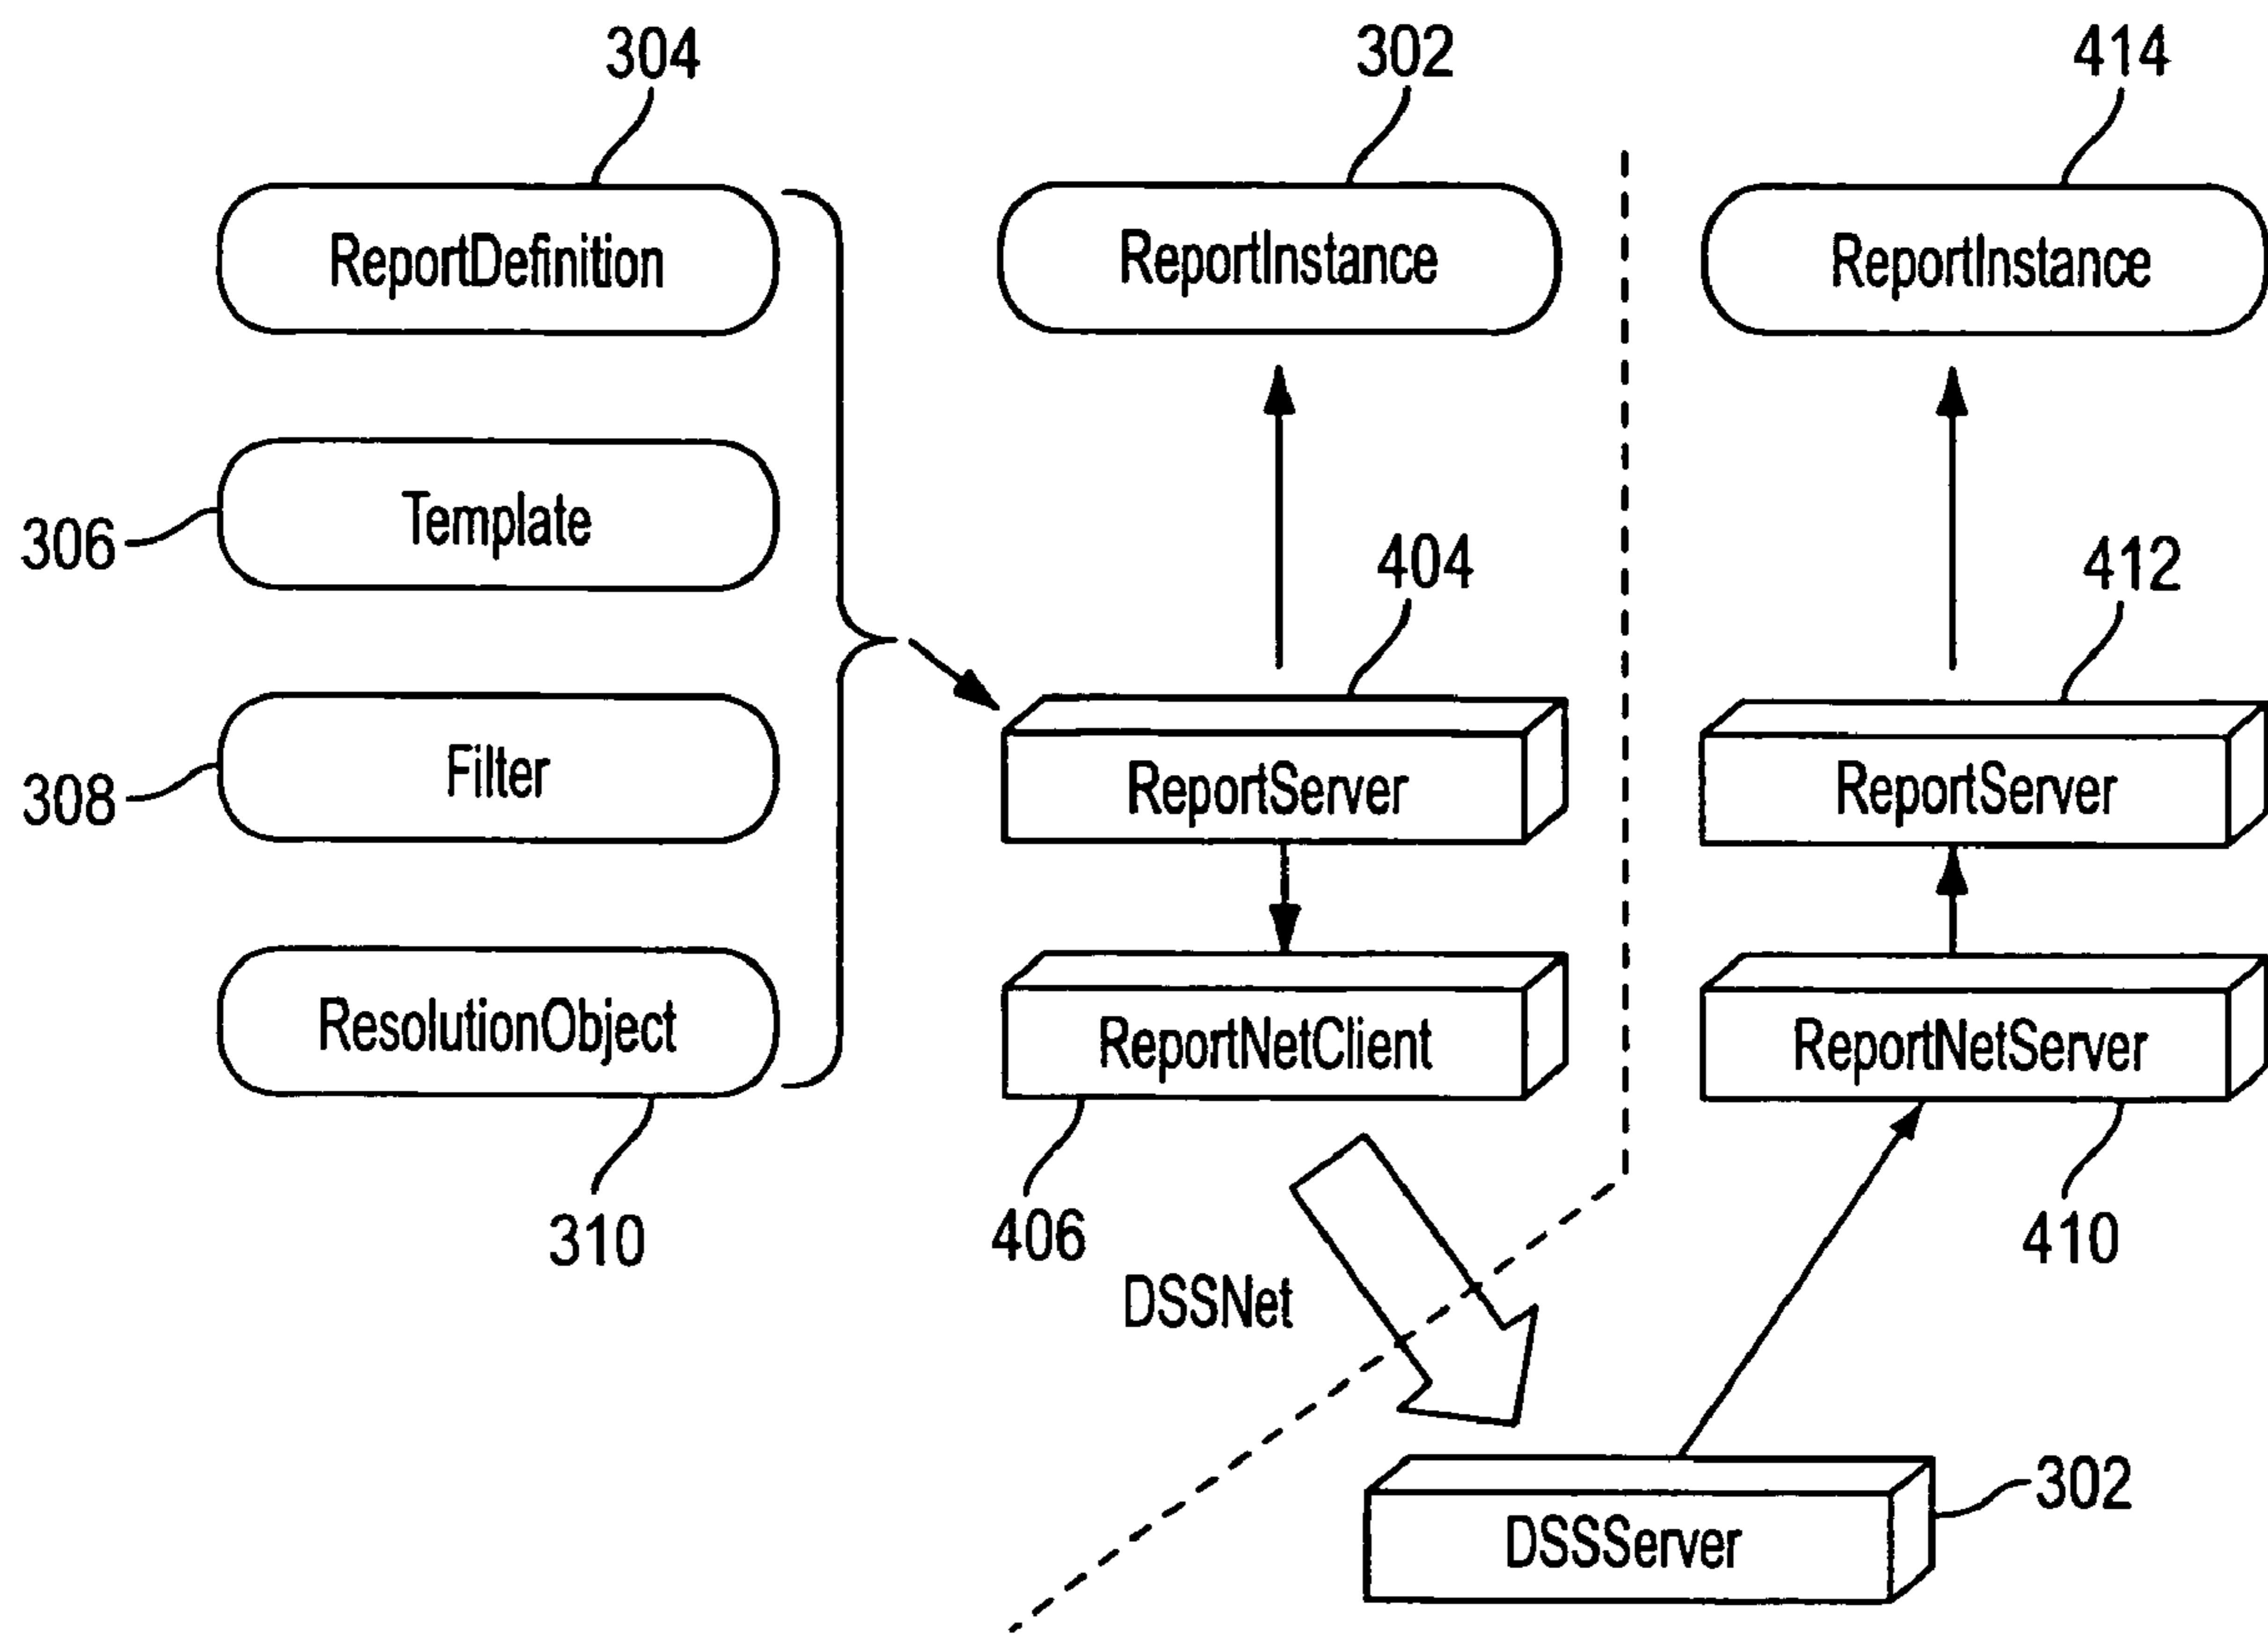 304
302
414
ReportDefinition
ReportInstance
ReportInstance
306
Template
404
412
308
Filter
ReportServer
ReportServer
ResolutionObject
ReportNetClient
ReportNetServer
310
406
410
DSSNet
302
DSSServer